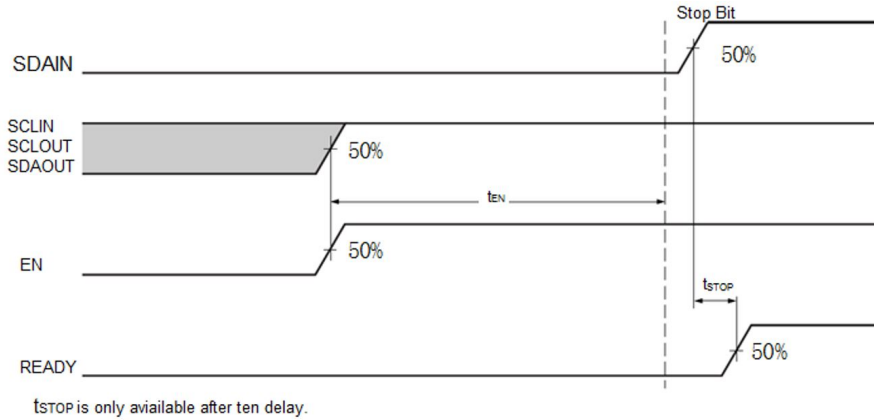 Stop Bit
SDAIN
50%
SCLIN
SCLOUT
SDAOUT
50%
tEN
EN
50%
tSTOP
READY
50%
tSTOP is only aviailable after ten delay.